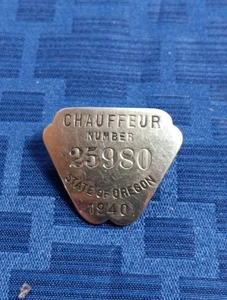 CHAUFFEUR
NUMBER
25980
STATE OF OREGON
1940